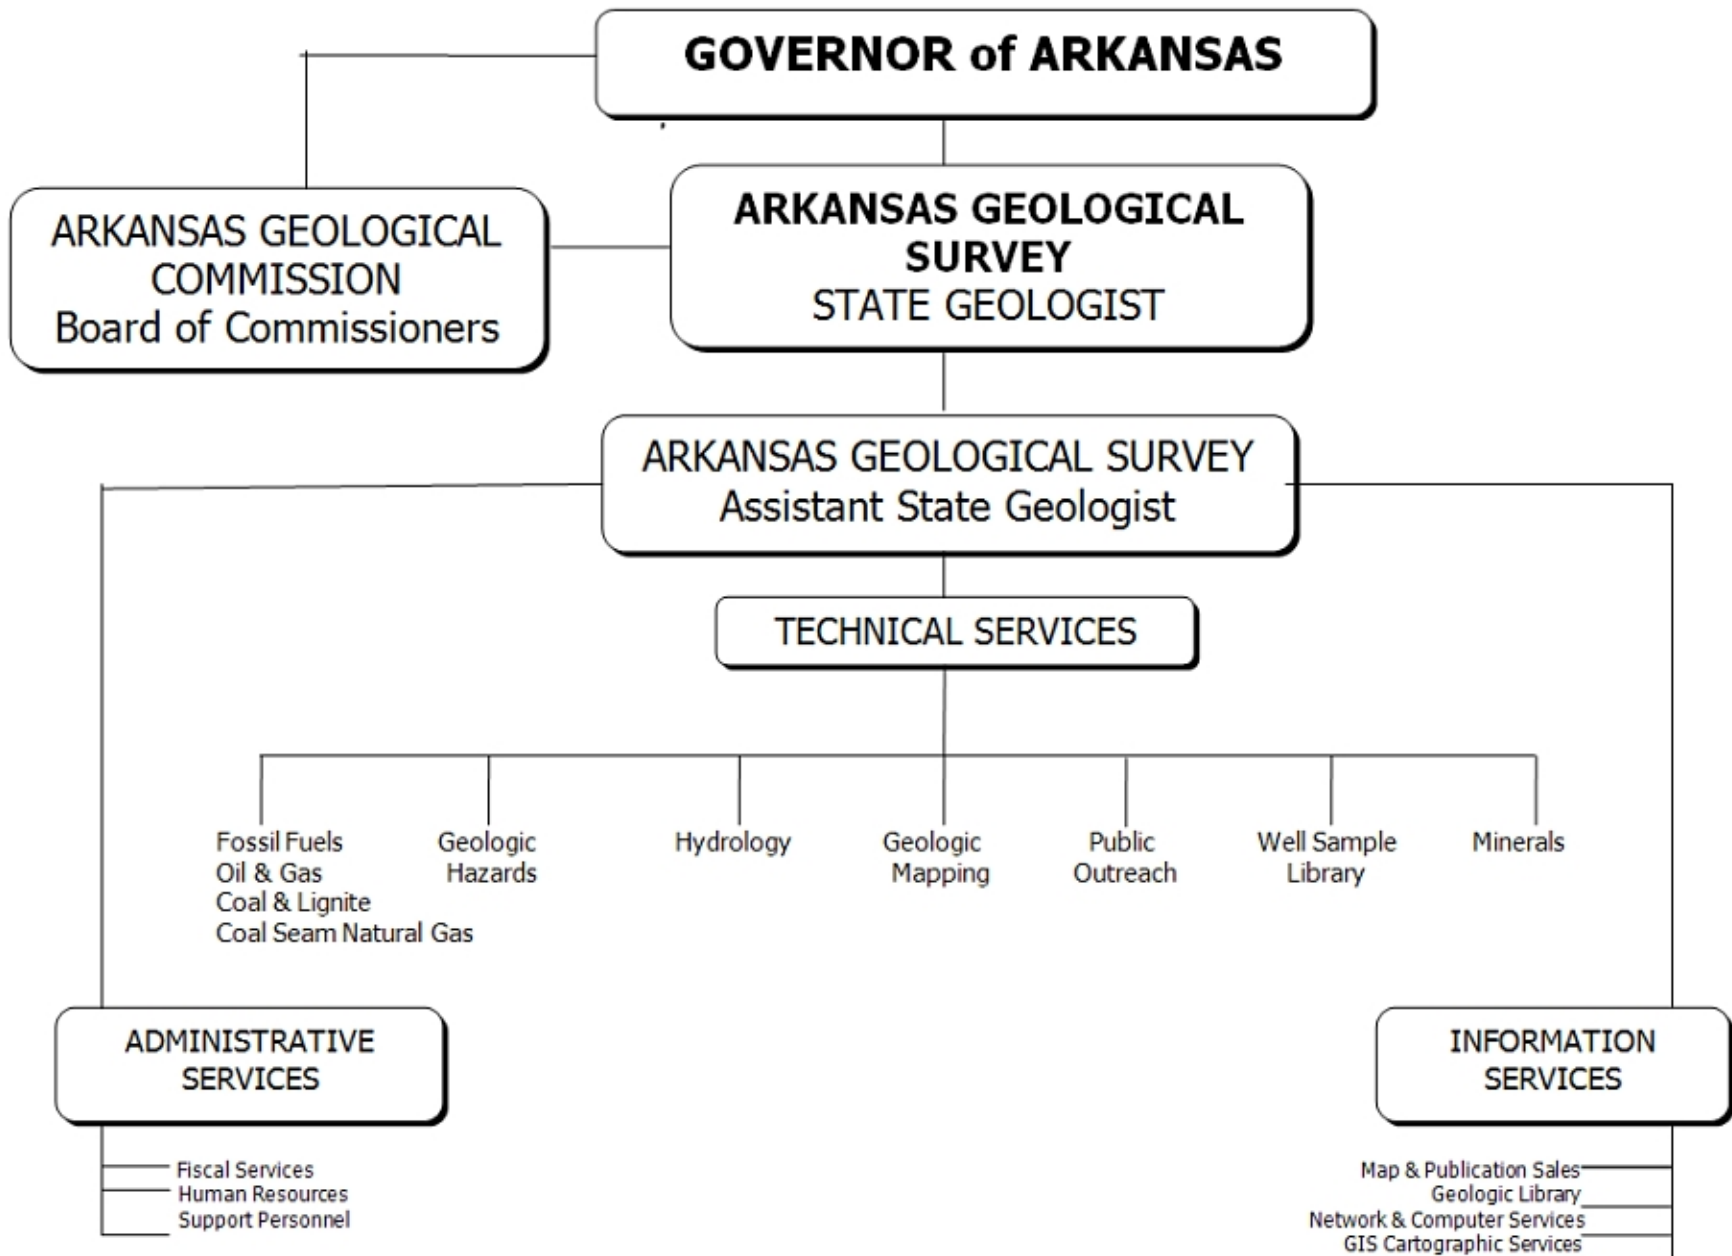 GOVERNOR of ARKANSAS
ARKANSAS GEOLOGICAL
COMMISSION
Board of Commissioners
ARKANSAS GEOLOGICAL
SURVEY
STATE GEOLOGIST
ARKANSAS GEOLOGICAL SURVEY
Assistant State Geologist
TECHNICAL SERVICES
Fossil Fuels
Oil & Gas
Coal & Lignite
Coal Seam Natural Gas
Geologic
Hazards
Hydrology
Geologic
Mapping
Public
Outreach
Well Sample
Library
Minerals
ADMINISTRATIVE
SERVICES
Fiscal Services
Human Resources
Support Personnel
INFORMATION
SERVICES
Map & Publication Sales
Geologic Library
Network & Computer Services
GIS Cartographic Services